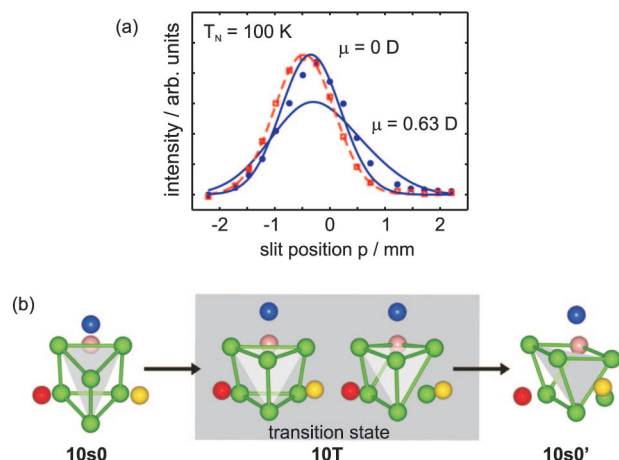 (a)
T_N = 100 K
μ = 0 D
μ = 0.63 D
intensity / arb. units
-2 -1 0 1 2
slit position p / mm
(b)
transition state
10s0 10T 10s0'